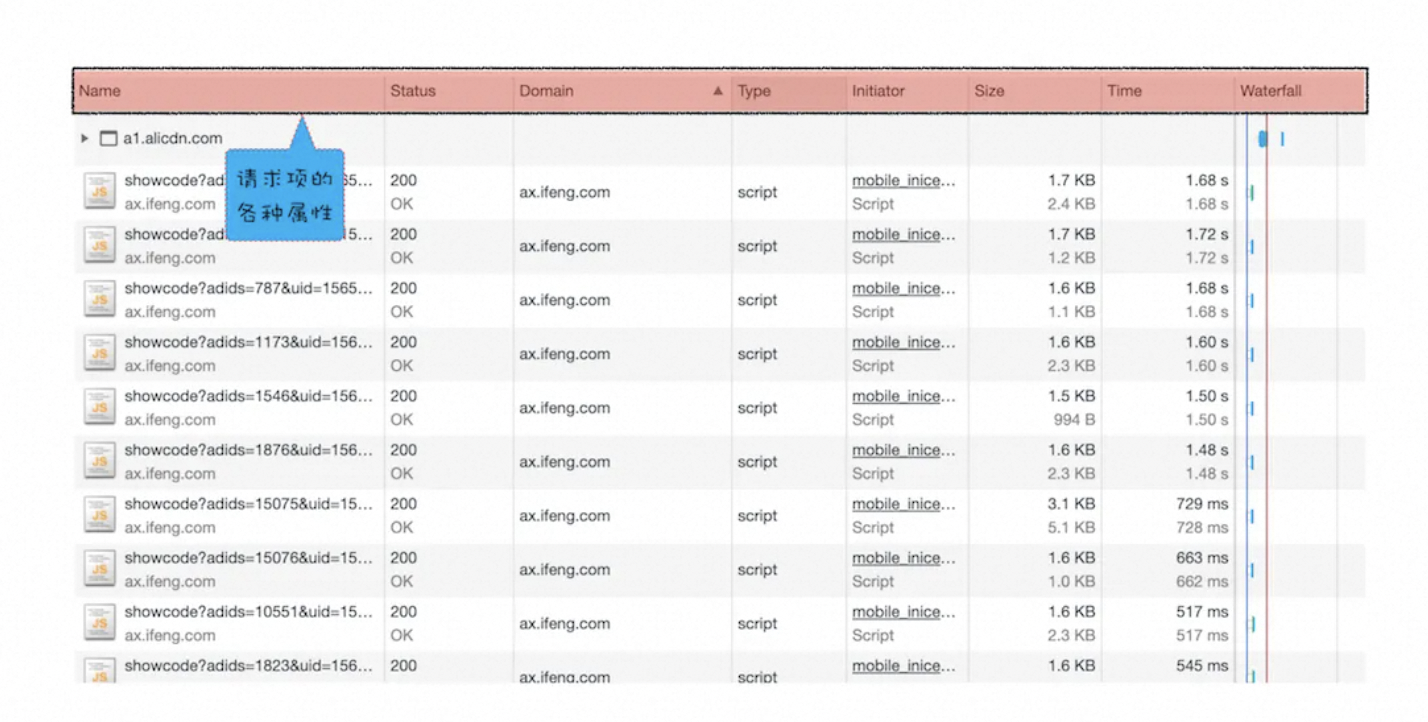 Name Status Domain ▲ Type Initiator Size Time Waterfall
▶ a1.alicdn.com
请求项的
各种属性
showcode?ad 65... 200 ax.ifeng.com script mobile_inice... 1.7 KB 1.68 s
ax.ifeng.com OK Script 2.4 KB 1.68 s
showcode?ad 15... 200 ax.ifeng.com script mobile_inice... 1.7 KB 1.72 s
ax.ifeng.com OK Script 1.2 KB 1.72 s
showcode?adids=787&uid=1565... 200 ax.ifeng.com script mobile_inice... 1.6 KB 1.68 s
ax.ifeng.com OK Script 1.1 KB 1.68 s
showcode?adids=1173&uid=156... 200 ax.ifeng.com script mobile_inice... 1.6 KB 1.60 s
ax.ifeng.com OK Script 2.3 KB 1.60 s
showcode?adids=1546&uid=156... 200 ax.ifeng.com script mobile_inice... 1.5 KB 1.50 s
ax.ifeng.com OK Script 994 B 1.50 s
showcode?adids=1876&uid=156... 200 ax.ifeng.com script mobile_inice... 1.6 KB 1.48 s
ax.ifeng.com OK Script 2.3 KB 1.48 s
showcode?adids=15075&uid=15... 200 ax.ifeng.com script mobile_inice... 3.1 KB 729 ms
ax.ifeng.com OK Script 5.1 KB 728 ms
showcode?adids=15076&uid=15... 200 ax.ifeng.com script mobile_inice... 1.6 KB 663 ms
ax.ifeng.com OK Script 1.0 KB 662 ms
showcode?adids=10551&uid=15... 200 ax.ifeng.com script mobile_inice... 1.6 KB 517 ms
ax.ifeng.com OK Script 2.3 KB 517 ms
showcode?adids=1823&uid=156... 200 ax.ifeng.com script mobile_inice... 1.6 KB 545 ms